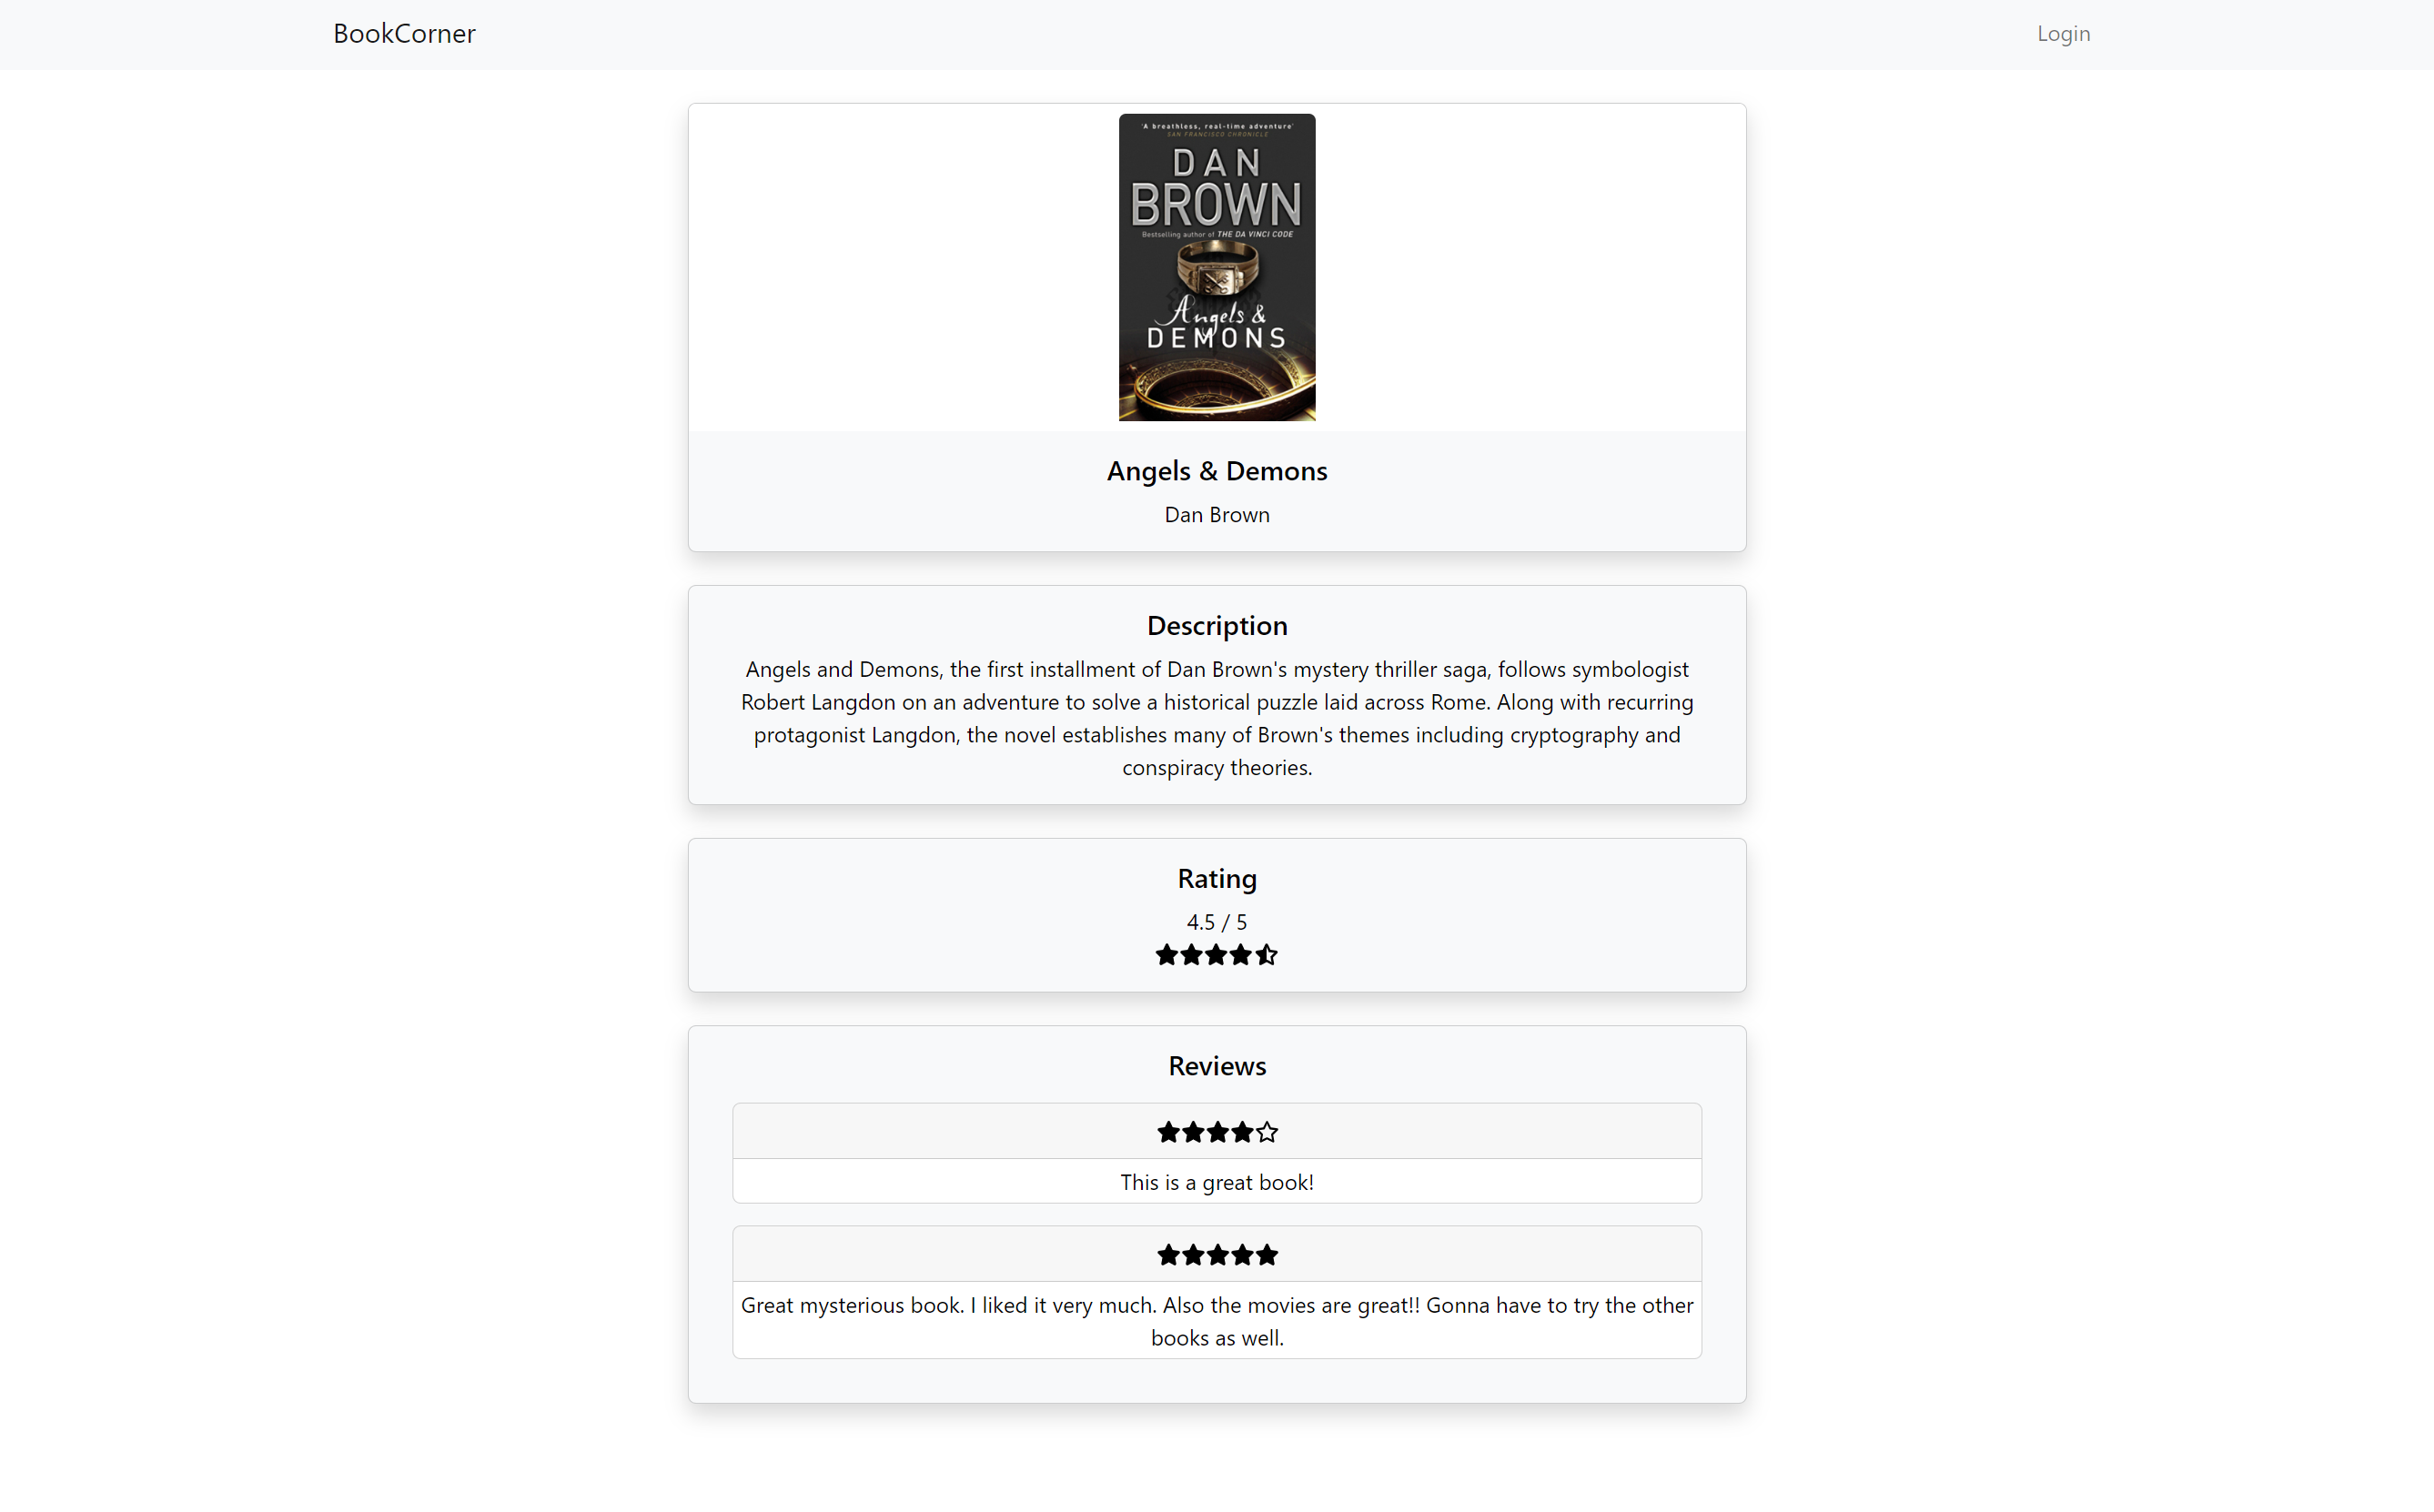 BookCorner
Login
'A breathless, real-time adventure'
SAN FRANCISCO CHRONICLE
DAN
BROWN
Bestselling author of THE DA VINCI CODE
Angels &
DEMONS
Angels & Demons
Dan Brown
Description
Angels and Demons, the first installment of Dan Brown's mystery thriller saga, follows symbologist
Robert Langdon on an adventure to solve a historical puzzle laid across Rome. Along with recurring
protagonist Langdon, the novel establishes many of Brown's themes including cryptography and
conspiracy theories.
Rating
4.5 / 5
Reviews
This is a great book!
Great mysterious book. I liked it very much. Also the movies are great!! Gonna have to try the other
books as well.